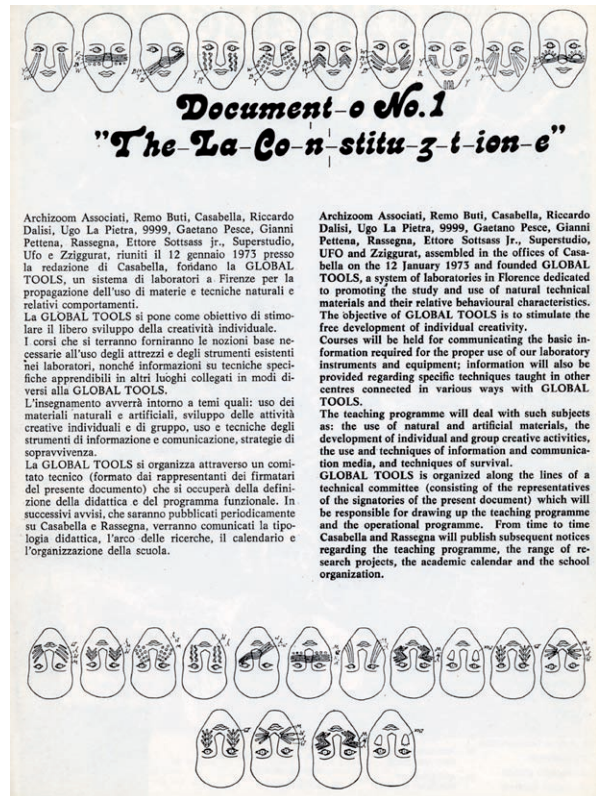 Document-o No.1
"The-La-Co-n-stitu-z-t-ion-e"
Archizoom Associati, Remo Buti, Casabella, Riccardo
Dalisi, Ugo La Pietra, 9999, Gaetano Pesce, Gianni
Pettena, Rassegna, Ettore Sottsass jr., Superstudio,
Ufo e Zziggurat, riuniti il 12 gennaio 1973 presso
la redazione di Casabella, fondano la GLOBAL
TOOLS, un sistema di laboratori a Firenze per la
propagazione dell'uso di materie e tecniche naturali e
relativi comportamenti.
La GLOBAL TOOLS si pone come obiettivo di stimo-
lare il libero sviluppo della creatività individuale.
I corsi che si terranno forniranno le nozioni base ne-
cessarie all'uso degli attrezzi e degli strumenti esistenti
nei laboratori, nonché informazioni su tecniche speci-
fiche apprendibili in altri luoghi collegati in modi di-
versi alla GLOBAL TOOLS.
L'insegnamento avverrà intorno a temi quali: uso dei
materiali naturali e artificiali, sviluppo delle attività
creative individuali e di gruppo, uso e tecniche degli
strumenti di informazione e comunicazione, strategie di
sopravvivenza.
La GLOBAL TOOLS si organizza attraverso un comi-
tato tecnico (formato dai rappresentanti dei firmatari
del presente documento) che si occuperà della defini-
zione della didattica e del programma funzionale. In
successivi avvisi, che saranno pubblicati periodicamente
su Casabella e Rassegna, verranno comunicati la tipo-
logia didattica, l'arco delle ricerche, il calendario e
l'organizzazione della scuola.
Archizoom Associati, Remo Buti, Casabella, Riccardo
Dalisi, Ugo La Pietra, 9999, Gaetano Pesce, Gianni
Pettena, Rassegna, Ettore Sottsass Jr., Superstudio,
UFO and Zziggurat, assembled in the offices of Casa-
bella on the 12 January 1973 and founded GLOBAL
TOOLS, a system of laboratories in Florence dedicated
to promoting the study and use of natural technical
materials and their relative behavioural characteristics.
The objective of GLOBAL TOOLS is to stimulate the
free development of individual creativity.
Courses will be held for communicating the basic in-
formation required for the proper use of our laboratory
instruments and equipment; information will also be
provided regarding specific techniques taught in other
centres connected in various ways with GLOBAL
TOOLS.
The teaching programme will deal with such subjects
as: the use of natural and artificial materials, the
development of individual and group creative activities,
the use and techniques of information and communica-
tion media, and techniques of survival.
GLOBAL TOOLS is organized along the lines of a
technical committee (consisting of the representatives
of the signatories of the present document) which will
be responsible for drawing up the teaching programme
and the operational programme. From time to time
Casabella and Rassegna will publish subsequent notices
regarding the teaching programme, the range of re-
search projects, the academic calendar and the school
organization.